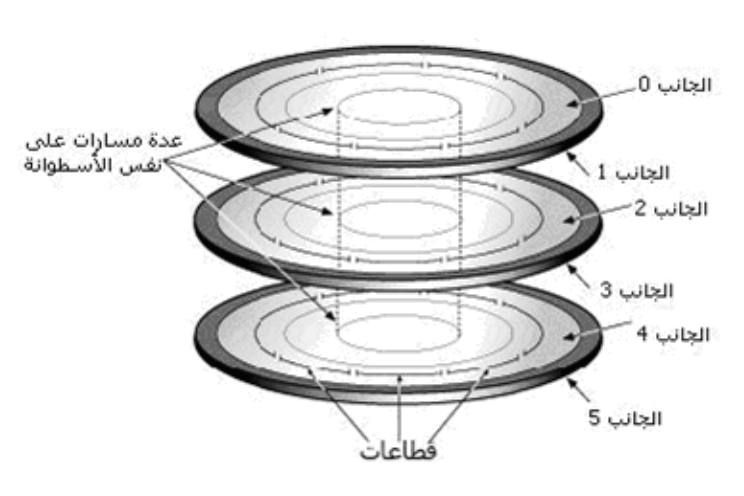 الجانب 0
عدة مسارات على
نفس الأسطوانة
الجانب 1
الجانب 2
الجانب 3
الجانب 4
الجانب 5
قطاعات